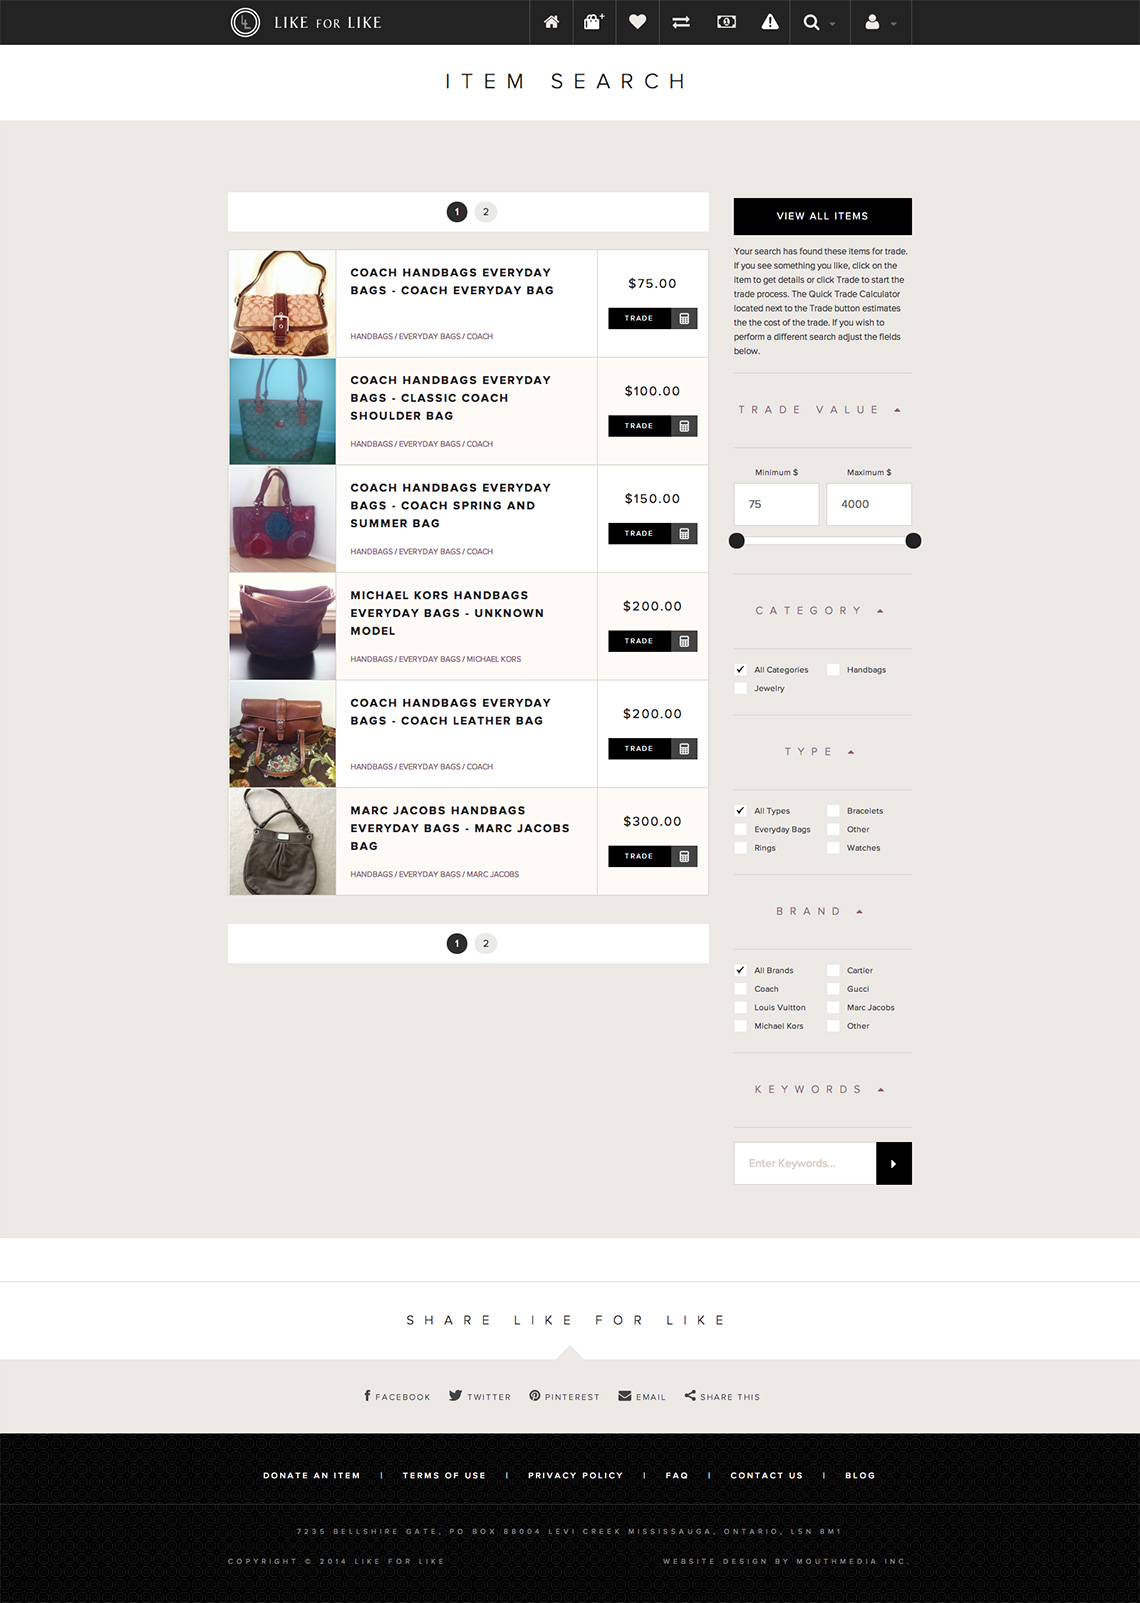 LL LIKE FOR LIKE
ITEM SEARCH
1 2
COACH HANDBAGS EVERYDAY
BAGS - COACH EVERYDAY BAG
HANDBAGS / EVERYDAY BAGS / COACH
$75.00
TRADE
COACH HANDBAGS EVERYDAY
BAGS - CLASSIC COACH
SHOULDER BAG
HANDBAGS / EVERYDAY BAGS / COACH
$100.00
TRADE
COACH HANDBAGS EVERYDAY
BAGS - COACH SPRING AND
SUMMER BAG
HANDBAGS / EVERYDAY BAGS / COACH
$150.00
TRADE
MICHAEL KORS HANDBAGS
EVERYDAY BAGS - UNKNOWN
MODEL
HANDBAGS / EVERYDAY BAGS / MICHAEL KORS
$200.00
TRADE
COACH HANDBAGS EVERYDAY
BAGS - COACH LEATHER BAG
HANDBAGS / EVERYDAY BAGS / COACH
$200.00
TRADE
MARC JACOBS HANDBAGS
EVERYDAY BAGS - MARC JACOBS
BAG
HANDBAGS / EVERYDAY BAGS / MARC JACOBS
$300.00
TRADE
1 2
VIEW ALL ITEMS
Your search has found these items for trade.
If you see something you like, click on the
item to get details or click Trade to start the
trade process. The Quick Trade Calculator
located next to the Trade button estimates
the the cost of the trade. If you wish to
perform a different search adjust the fields
below.
TRADE VALUE
Minimum $ Maximum $
75 4000
CATEGORY
All Categories Handbags
Jewelry
TYPE
All Types Bracelets
Everyday Bags Other
Rings Watches
BRAND
All Brands Cartier
Coach Gucci
Louis Vuitton Marc Jacobs
Michael Kors Other
KEYWORDS
Enter Keywords...
SHARE LIKE FOR LIKE
FACEBOOK TWITTER PINTEREST EMAIL SHARE THIS
DONATE AN ITEM | TERMS OF USE | PRIVACY POLICY | FAQ | CONTACT US | BLOG
7235 BELLSHIRE GATE, PO BOX 88004 LEVI CREEK MISSISSAUGA, ONTARIO, L5N 8M1
COPYRIGHT © 2014 LIKE FOR LIKE WEBSITE DESIGN BY MOUTHMEDIA INC.